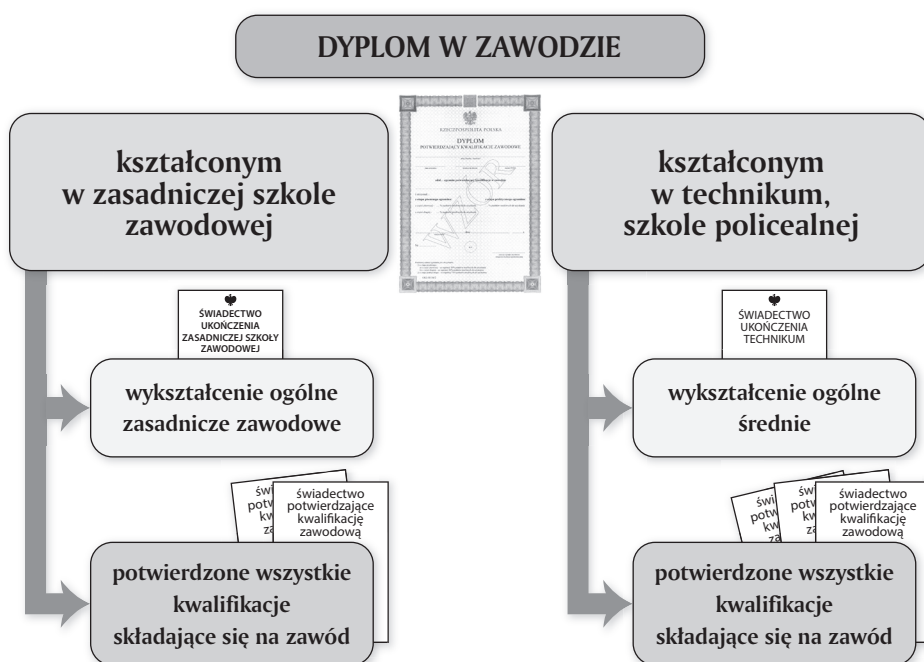 DYPLOM W ZAWODZIE
kształconym
w zasadniczej szkole
zawodowej
RZECZPOSPOLITA POLSKA
DYPLOM
POTWIERDZAJĄCY KWALIFIKACJE ZAWODOWE
WZÓR
kształconym
w technikum,
szkole policealnej
ŚWIADECTWO
UKOŃCZENIA
ZASADNICZEJ SZKOŁY
ZAWODOWEJ
wykształcenie ogólne
zasadnicze zawodowe
świadectwo
potwierdzające
kwalifikację
zawodową
potwierdzone wszystkie
kwalifikacje
składające się na zawód
ŚWIADECTWO
UKOŃCZENIA
TECHNIKUM
wykształcenie ogólne
średnie
świadectwo
potwierdzające
kwalifikację
zawodową
potwierdzone wszystkie
kwalifikacje
składające się na zawód